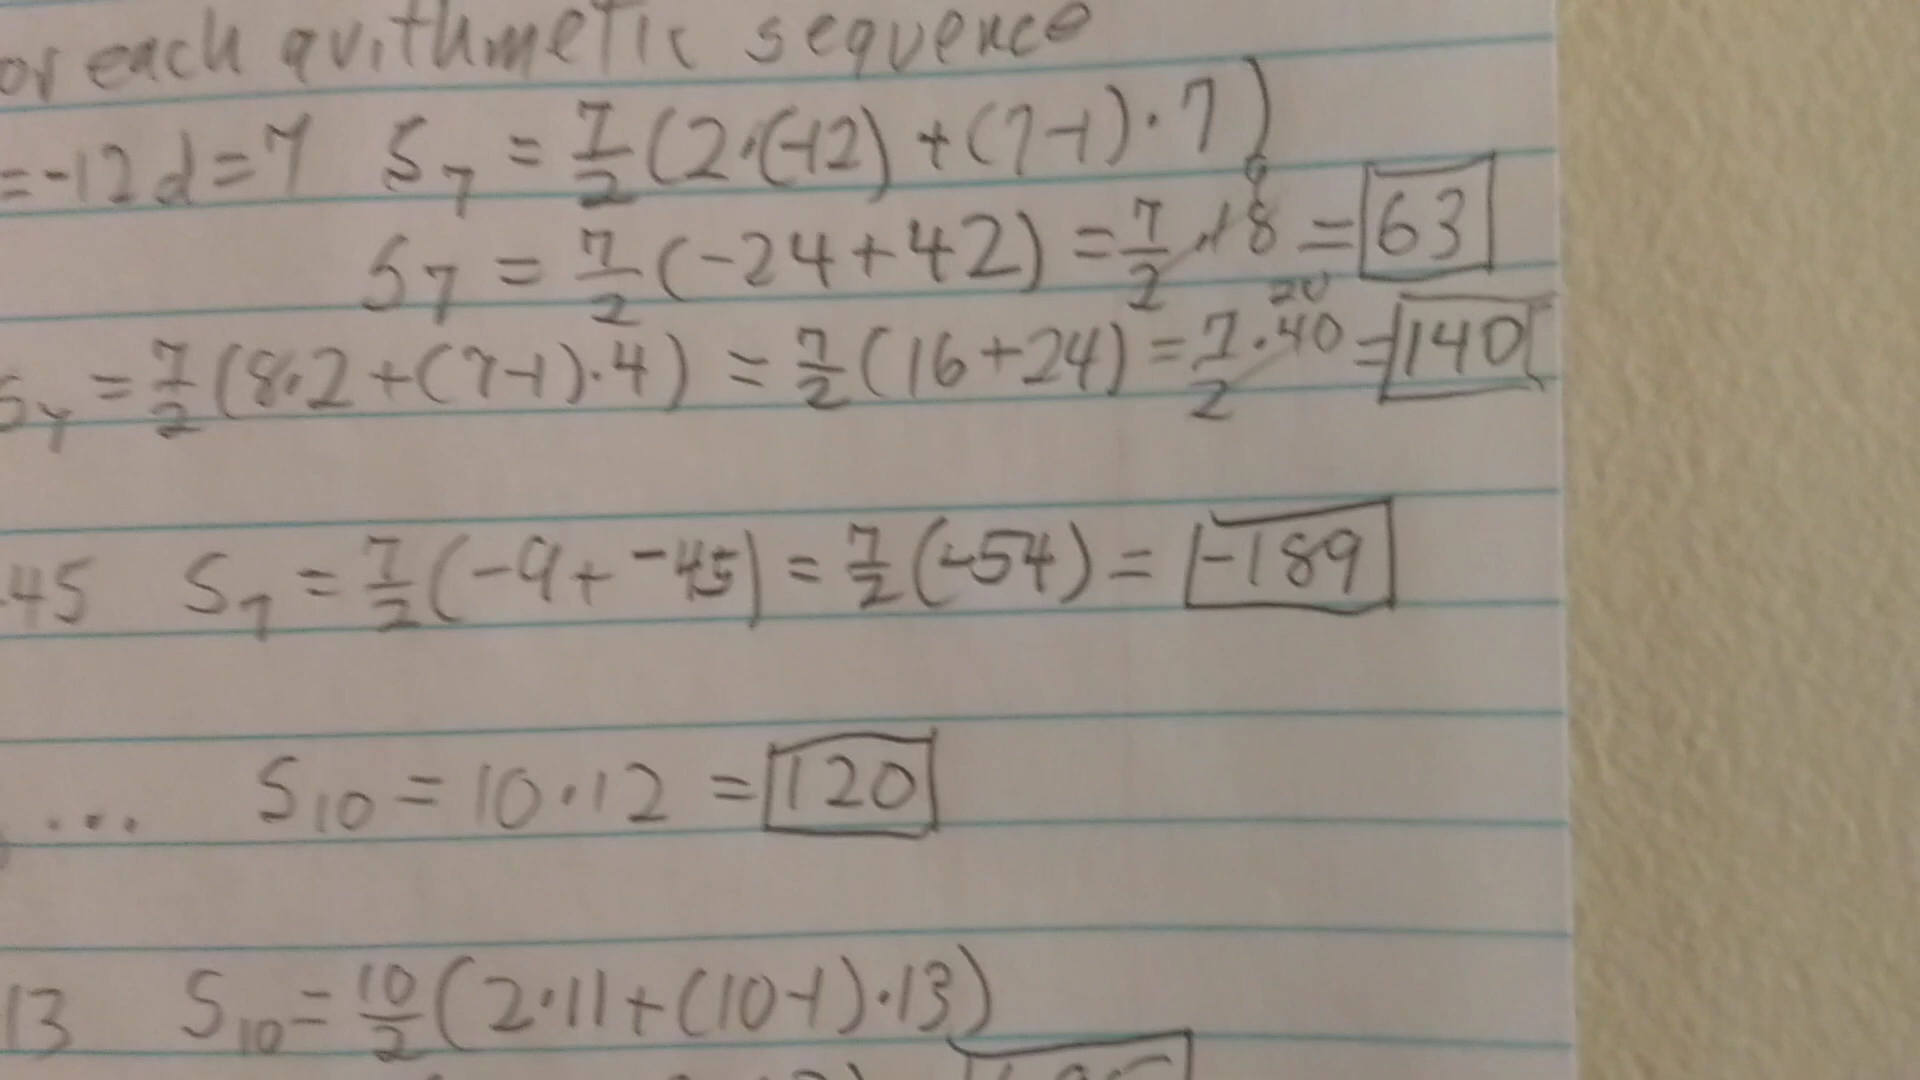 or each arithmetic sequence
=-12 d=7 S₇ = 7/2 (2·(-12) + (7-1)·7)
S₇ = 7/2 (-24+42) = 7/2 · 18 9 = 63
S₇ = 7/2 (8·2+(7-1)·4) = 7/2 (16+24) = 7/2 · 40 20 = 140
-45 S₇ = 7/2 (-9+ -45) = 7/2 (-54) = -189
... S₁₀ = 10·12 = 120
13 S₁₀ = 10/2 (2·11+(10-1)·13)